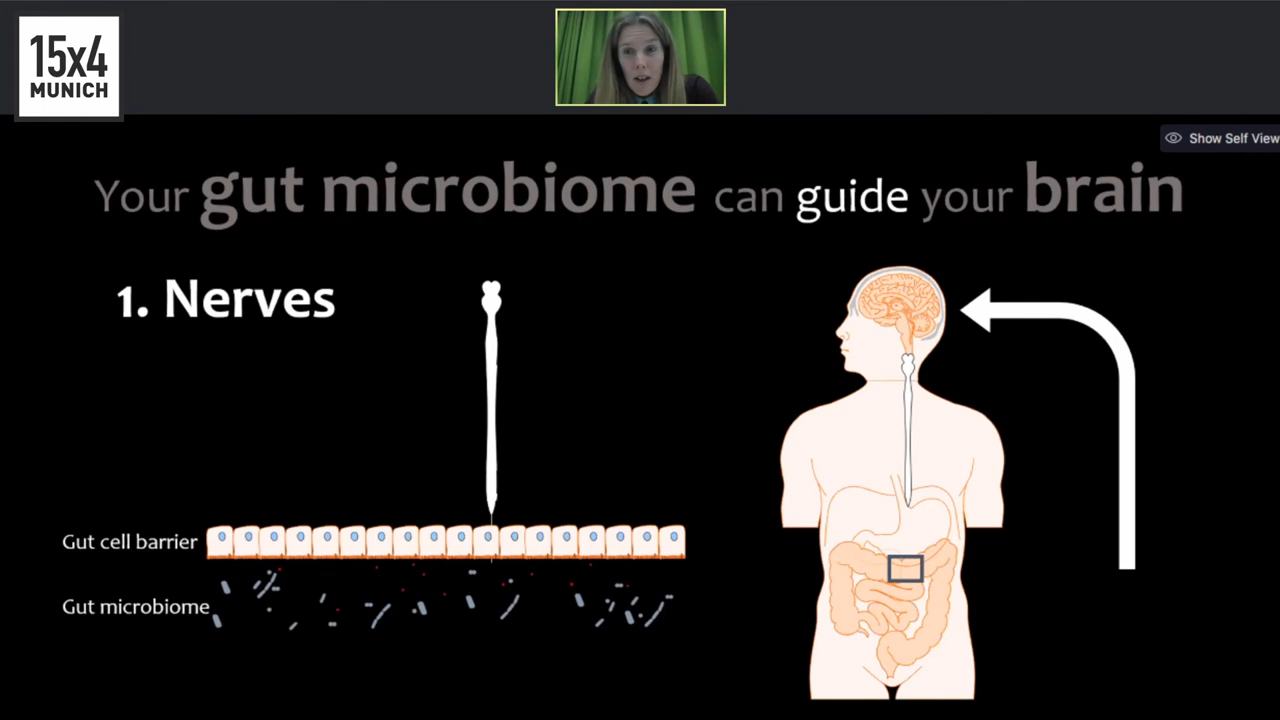 15x4
MUNICH
Show Self View
Your gut microbiome can guide your brain
1. Nerves
Gut cell barrier
Gut microbiome